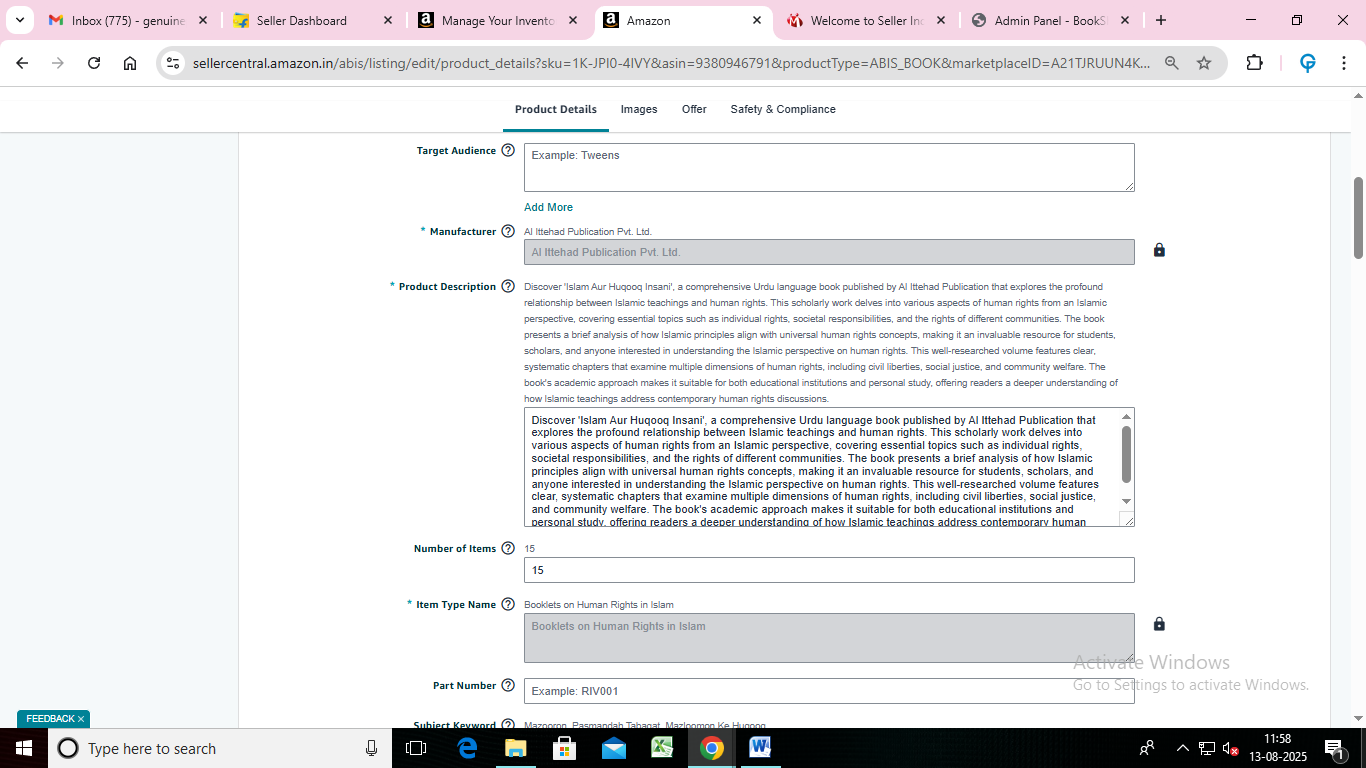 Inbox (775) - genuine
Seller Dashboard
Manage Your Invento
Amazon
Welcome to Seller In
Admin Panel - BookS
sellercentral.amazon.in/abis/listing/edit/product_details?sku=1K-JPI0-4IVY&asin=9380946791&productType=ABIS_BOOK&marketplaceID=A21TJRUUN4K...
Product Details Images Offer Safety & Compliance
Target Audience
Example: Tweens
Add More
* Manufacturer
Al Ittehad Publication Pvt. Ltd.
Al Ittehad Publication Pvt. Ltd.
* Product Description
Discover 'Islam Aur Huqooq Insani', a comprehensive Urdu language book published by Al Ittehad Publication that explores the profound
relationship between Islamic teachings and human rights. This scholarly work delves into various aspects of human rights from an Islamic
perspective, covering essential topics such as individual rights, societal responsibilities, and the rights of different communities. The book
presents a brief analysis of how Islamic principles align with universal human rights concepts, making it an invaluable resource for students,
scholars, and anyone interested in understanding the Islamic perspective on human rights. This well-researched volume features clear,
systematic chapters that examine multiple dimensions of human rights, including civil liberties, social justice, and community welfare. The
book's academic approach makes it suitable for both educational institutions and personal study, offering readers a deeper understanding of
how Islamic teachings address contemporary human rights discussions.
Discover 'Islam Aur Huqooq Insani', a comprehensive Urdu language book published by Al Ittehad Publication that
explores the profound relationship between Islamic teachings and human rights. This scholarly work delves into
various aspects of human rights from an Islamic perspective, covering essential topics such as individual rights,
societal responsibilities, and the rights of different communities. The book presents a brief analysis of how Islamic
principles align with universal human rights concepts, making it an invaluable resource for students, scholars, and
anyone interested in understanding the Islamic perspective on human rights. This well-researched volume features
clear, systematic chapters that examine multiple dimensions of human rights, including civil liberties, social justice,
and community welfare. The book's academic approach makes it suitable for both educational institutions and
personal study, offering readers a deeper understanding of how Islamic teachings address contemporary human
Number of Items
15
15
* Item Type Name
Booklets on Human Rights in Islam
Booklets on Human Rights in Islam
Part Number
Example: RIV001
Subject Keyword
Mazooron, Pasmandah Tabaqat, Mazloomon Ke Huqooq
Activate Windows
Go to Settings to activate Windows.
FEEDBACK
Type here to search
11:58
13-08-2025
1